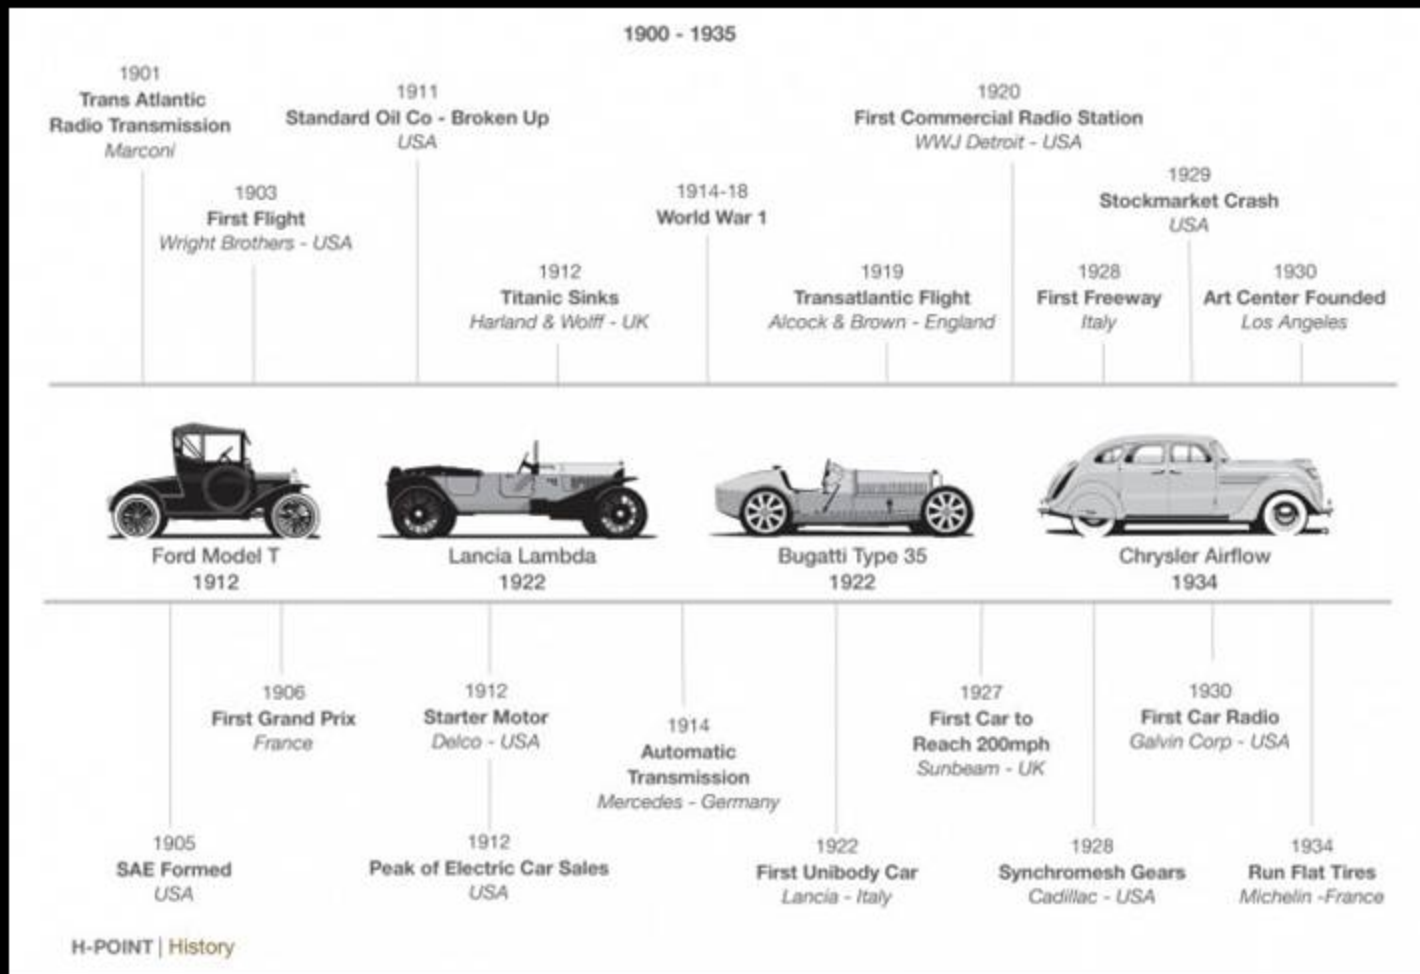 1900 - 1935
1901
Trans Atlantic
Radio Transmission
Marconi
1903
First Flight
Wright Brothers - USA
1911
Standard Oil Co - Broken Up
USA
1912
Titanic Sinks
Harland & Wolff - UK
1914-18
World War 1
1919
Transatlantic Flight
Alcock & Brown - England
1920
First Commercial Radio Station
WWJ Detroit - USA
1928
First Freeway
Italy
1929
Stockmarket Crash
USA
1930
Art Center Founded
Los Angeles
Ford Model T
1912
Lancia Lambda
1922
Bugatti Type 35
1922
Chrysler Airflow
1934
1905
SAE Formed
USA
1906
First Grand Prix
France
1912
Starter Motor
Delco - USA
1912
Peak of Electric Car Sales
USA
1914
Automatic
Transmission
Mercedes - Germany
1922
First Unibody Car
Lancia - Italy
1927
First Car to
Reach 200mph
Sunbeam - UK
1928
Synchromesh Gears
Cadillac - USA
1930
First Car Radio
Galvin Corp - USA
1934
Run Flat Tires
Michelin -France
H-POINT | History